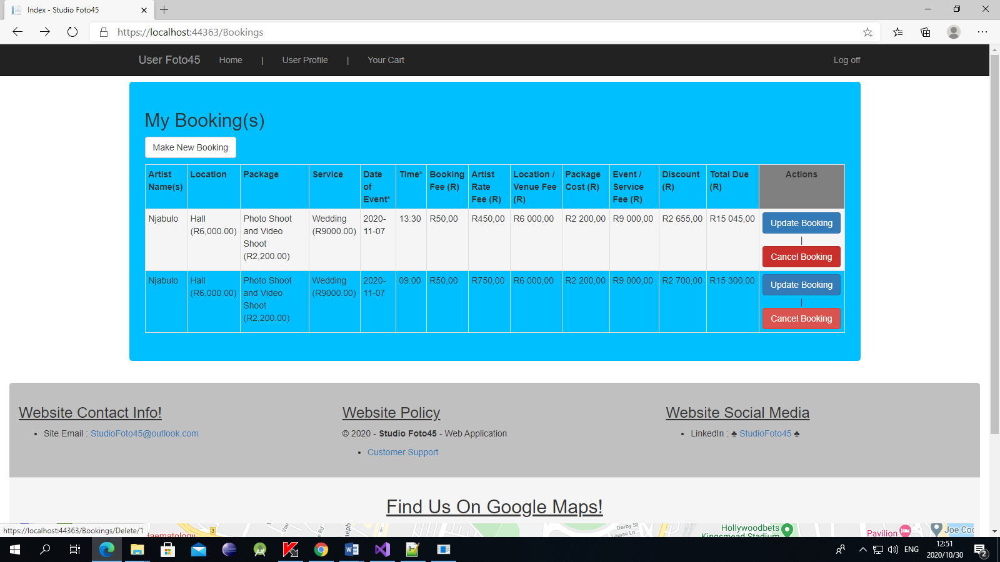 Index - Studio Foto45
https://localhost:44363/Bookings
User Foto45 Home | User Profile | Your Cart Log off
My Booking(s)
Make New Booking
Artist Name(s) Location Package Service Date of Event* Time* Booking Fee (R) Artist Rate Fee (R) Location / Venue Fee (R) Package Cost (R) Event / Service Fee (R) Discount (R) Total Due (R) Actions
Njabulo Hall (R6,000.00) Photo Shoot and Video Shoot (R2,200.00) Wedding (R9000.00) 2020-11-07 13:30 R50,00 R450,00 R6 000,00 R2 200,00 R9 000,00 R2 655,00 R15 045,00 Update Booking | Cancel Booking
Njabulo Hall (R6,000.00) Photo Shoot and Video Shoot (R2,200.00) Wedding (R9000.00) 2020-11-07 09:00 R50,00 R750,00 R6 000,00 R2 200,00 R9 000,00 R2 700,00 R15 300,00 Update Booking | Cancel Booking
Website Contact Info!
• Site Email : StudioFoto45@outlook.com
Website Policy
© 2020 - Studio Foto45 - Web Application
• Customer Support
Website Social Media
• LinkedIn : ♣ StudioFoto45 ♣
Find Us On Google Maps!
https://localhost:44363/Bookings/Delete/1
Haematology
3
Derby St
Hollywoodbets
Kingsmead Stadium
Pavilion
ENG
12:51
2020/10/30
2